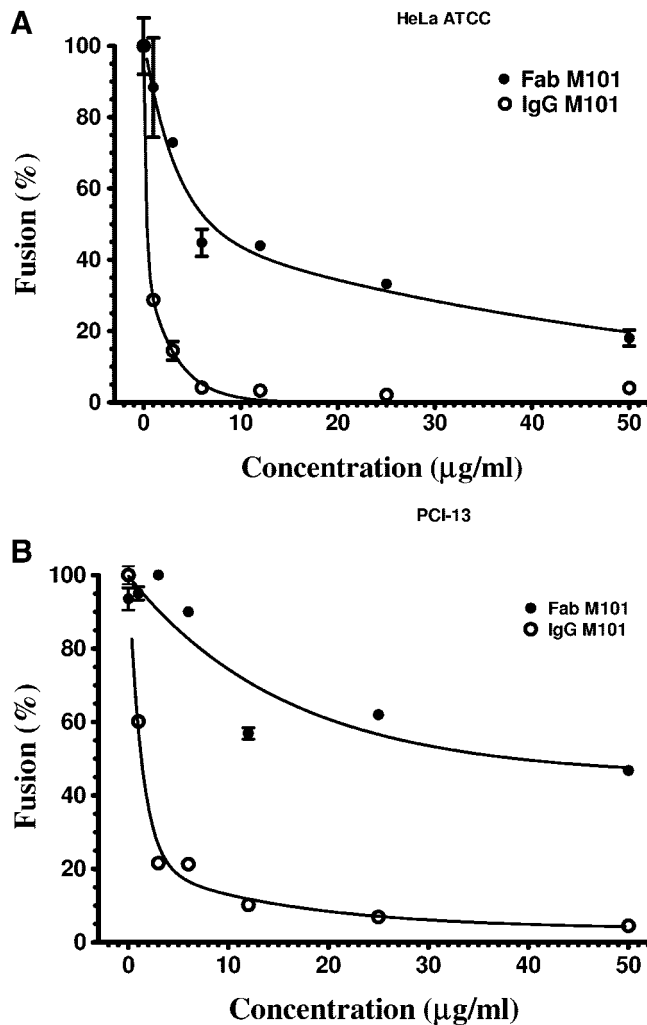 A
HeLa ATCC
Fab M101
IgG M101
Fusion (%)
100
80
60
40
20
0
0 10 20 30 40 50
Concentration (μg/ml)
PCI-13
B
Fab M101
IgG M101
Fusion (%)
100
80
60
40
20
0
0 10 20 30 40 50
Concentration (μg/ml)